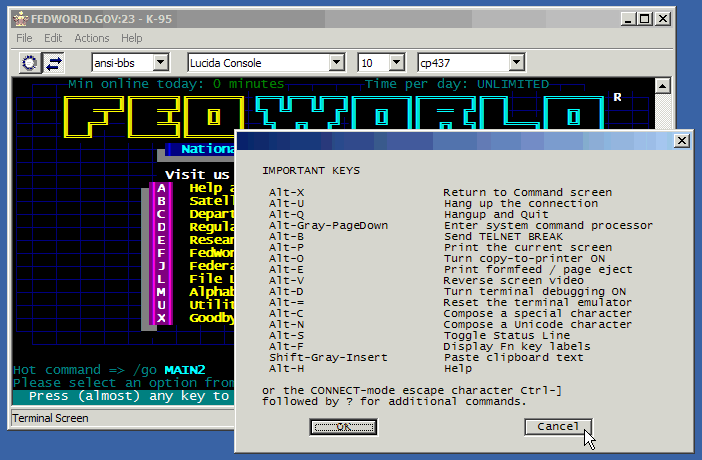 FEDWORLD.GOV:23 - K-95
File Edit Actions Help
ansi-bbs Lucida Console 10 cp437
Min online today: 0 minutes Time per day: UNLIMITED
FEDWORLD R
Nationa
Visit us
A Help a
B Satel
C Depart
D Regula
E Resear
F FedWor
J Federa
L File L
M Alphab
U Utilit
X Goodby
Hot command => /go MAIN2
Please select an option from
Press (almost) any key to
Terminal Screen
IMPORTANT KEYS
Alt-X Return to Command screen
Alt-U Hang up the connection
Alt-Q Hangup and Quit
Alt-Gray-PageDown Enter system command processor
Alt-B Send TELNET BREAK
Alt-P Print the current screen
Alt-O Turn copy-to-printer ON
Alt-E Print formfeed / page eject
Alt-V Reverse screen video
Alt-D Turn terminal debugging ON
Alt-= Reset the terminal emulator
Alt-C Compose a special character
Alt-N Compose a Unicode character
Alt-S Toggle Status Line
Alt-F Display Fn key labels
Shift-Gray-Insert Paste clipboard text
Alt-H Help
or the CONNECT-mode escape character Ctrl-]
followed by ? for additional commands.
OK Cancel